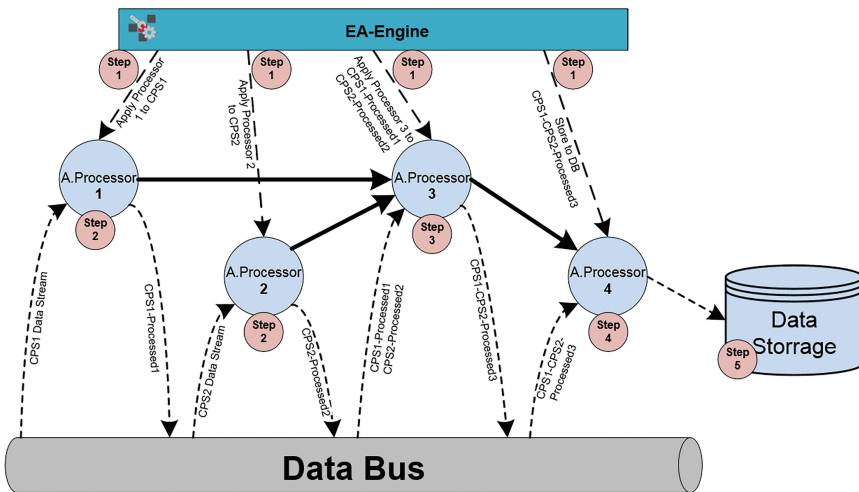 EA-Engine
Step
1
Step
1
Step
1
Step
1
Apply Processor
1 to CPS1
Apply Processor 2
to CPS2
Apply Processor 3 to
CPS1-Processed1
CPS2-Processed2
Store to DB
CPS1-CPS2-Processed3
A.Processor
1
Step
2
A.Processor
3
Step
3
A.Processor
2
Step
2
A.Processor
4
Step
4
CPS1 Data Stream
CPS1-Processed1
CPS2 Data Stream
CPS2-Processed2
CPS1-Processed1
CPS2-Processed2
CPS1-CPS2-Processed3
CPS1-CPS2-
Processed3
Data
Storrage
Step
5
Data Bus